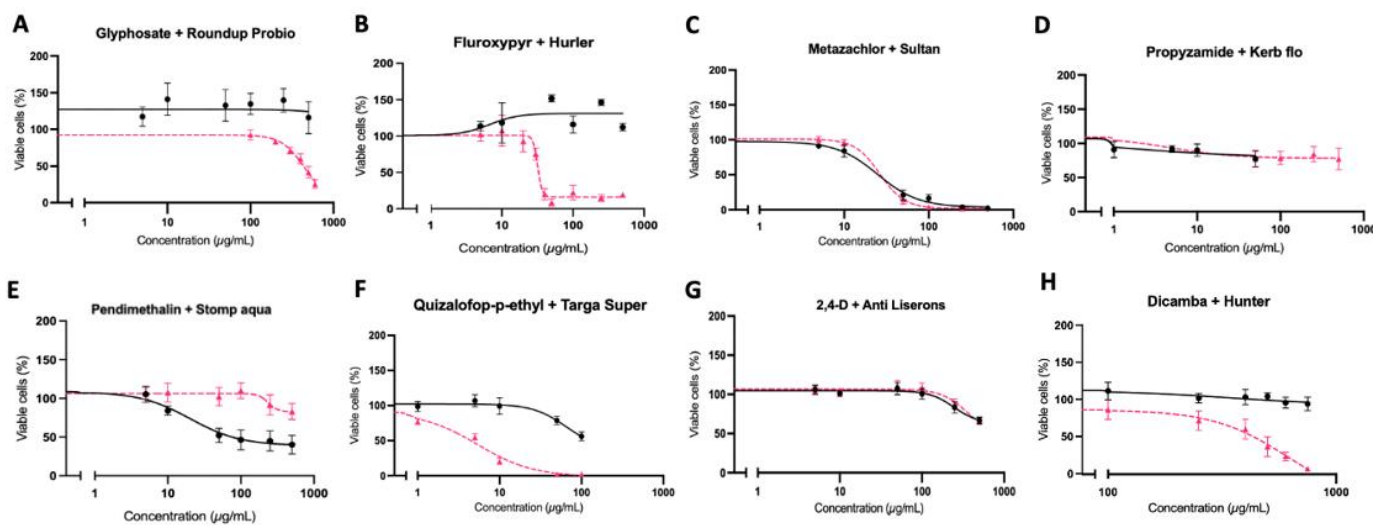 A
Glyphosate + Roundup Probio
200
150
100
50
0
Viable cells (%)
1
10
100
1000
Concentration (µg/mL)
B
Fluroxypyr + Hurler
200
150
100
50
0
Viable cells (%)
1
10
100
1000
Concentration (µg/mL)
C
Metazachlor + Sultan
200
150
100
50
0
Viable cells (%)
1
10
100
1000
Concentration (µg/mL)
D
Propyzamide + Kerb flo
200
150
100
50
0
Viable cells (%)
1
10
100
1000
Concentration (µg/mL)
E
Pendimethalin + Stomp aqua
200
150
100
50
0
Viable cells (%)
1
10
100
1000
Concentration (µg/mL)
F
Quizalofop-p-ethyl + Targa Super
200
150
100
50
0
Viable cells (%)
1
10
100
1000
Concentration (µg/mL)
G
2,4-D + Anti Liserons
200
150
100
50
0
Viable cells (%)
1
10
100
1000
Concentration (µg/mL)
H
Dicamba + Hunter
200
150
100
50
0
Viable cells (%)
100
1000
Concentration (µg/mL)